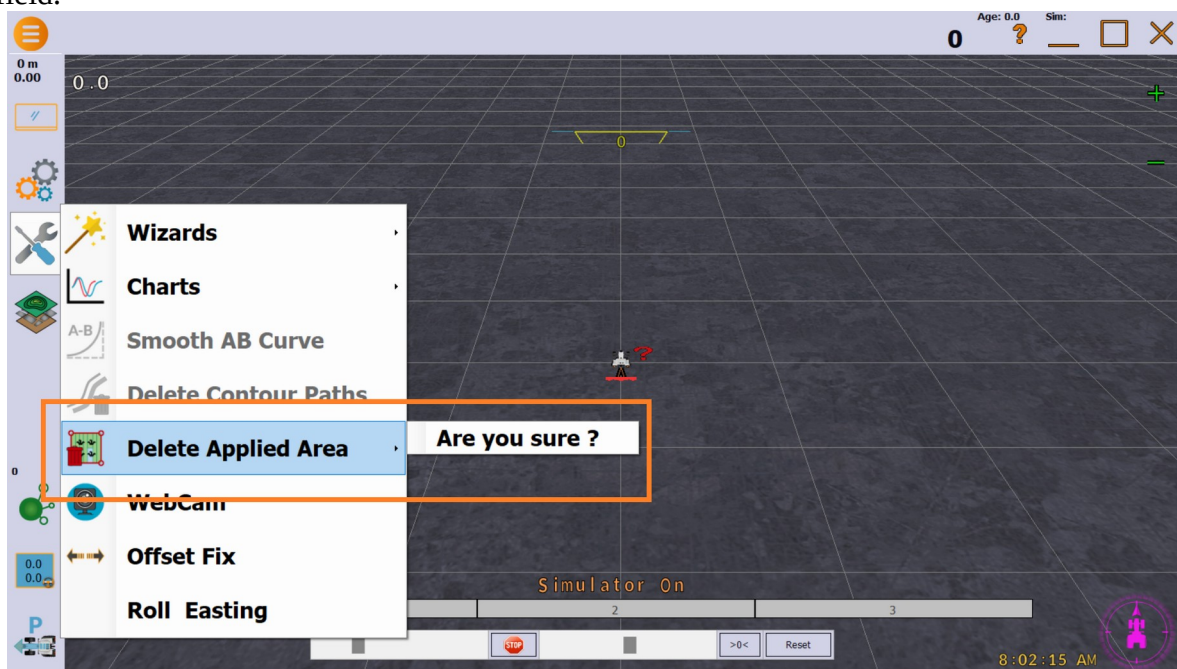 field.
Age: 0.0 Sim:
0 ?
0 m
0.00
0.0
0
Wizards
Charts
A-B
Smooth AB Curve
?
Delete Contour Paths
Delete Applied Area
Are you sure ?
0
WebCam
Offset Fix
0.0
0.0
Simulator On
Roll Easting
2 3
P
STOP >0< Reset
8:02:15 AM